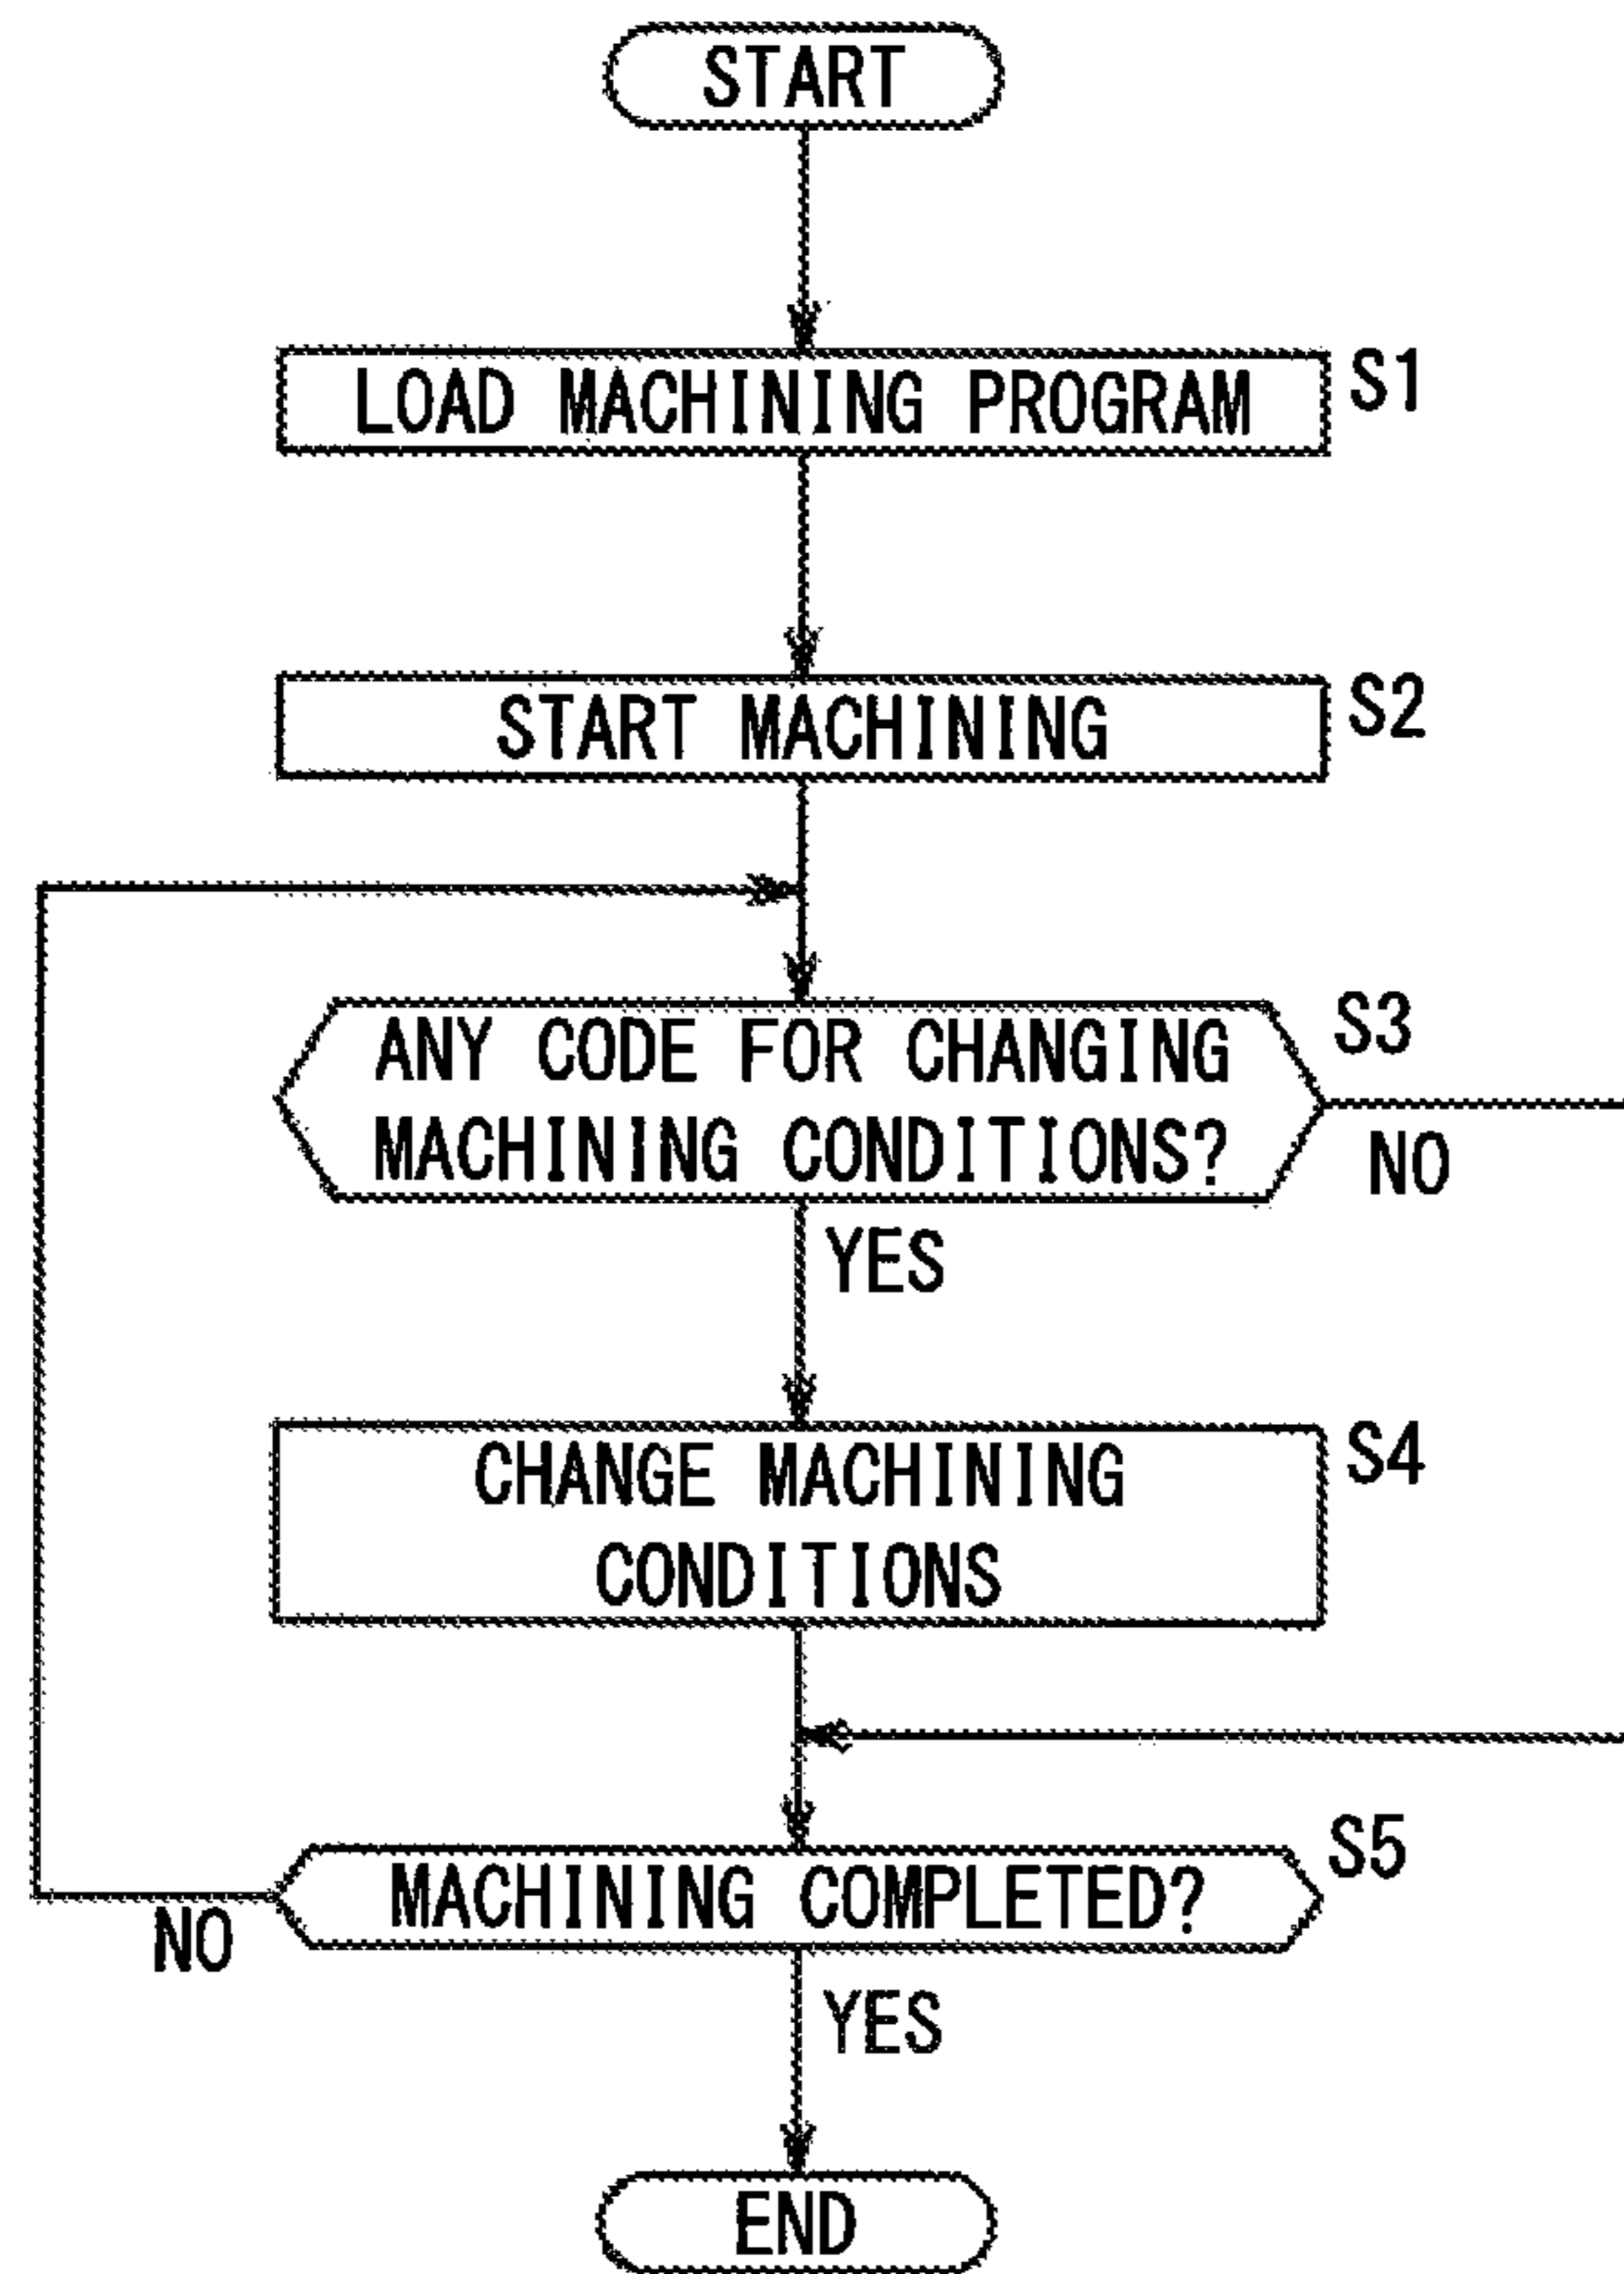 START
LOAD MACHINING PROGRAM
S1
START MACHINING
S2
ANY CODE FOR CHANGING
MACHINING CONDITIONS?
S3
NO
YES
CHANGE MACHINING
CONDITIONS
S4
MACHINING COMPLETED?
S5
NO
YES
END